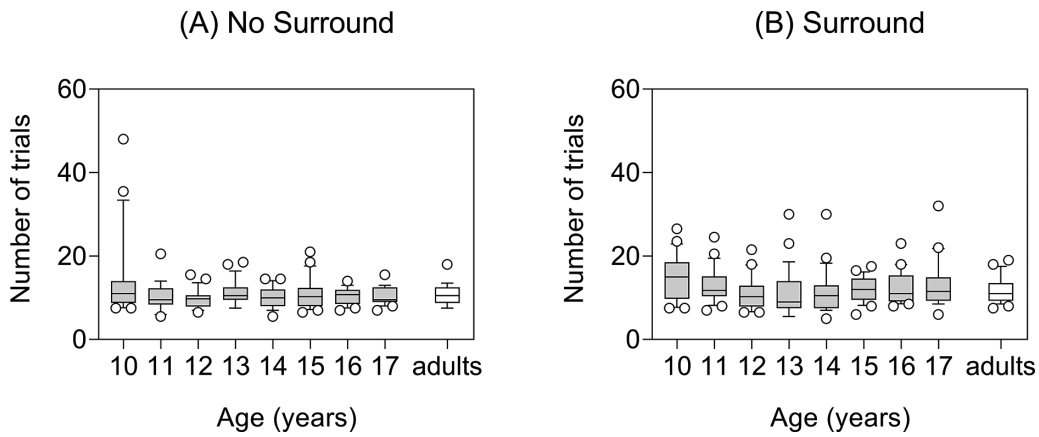 (A) No Surround
(B) Surround
Number of trials
60
40
20
0
10 11 12 13 14 15 16 17 adults
Age (years)
Number of trials
60
40
20
0
10 11 12 13 14 15 16 17 adults
Age (years)